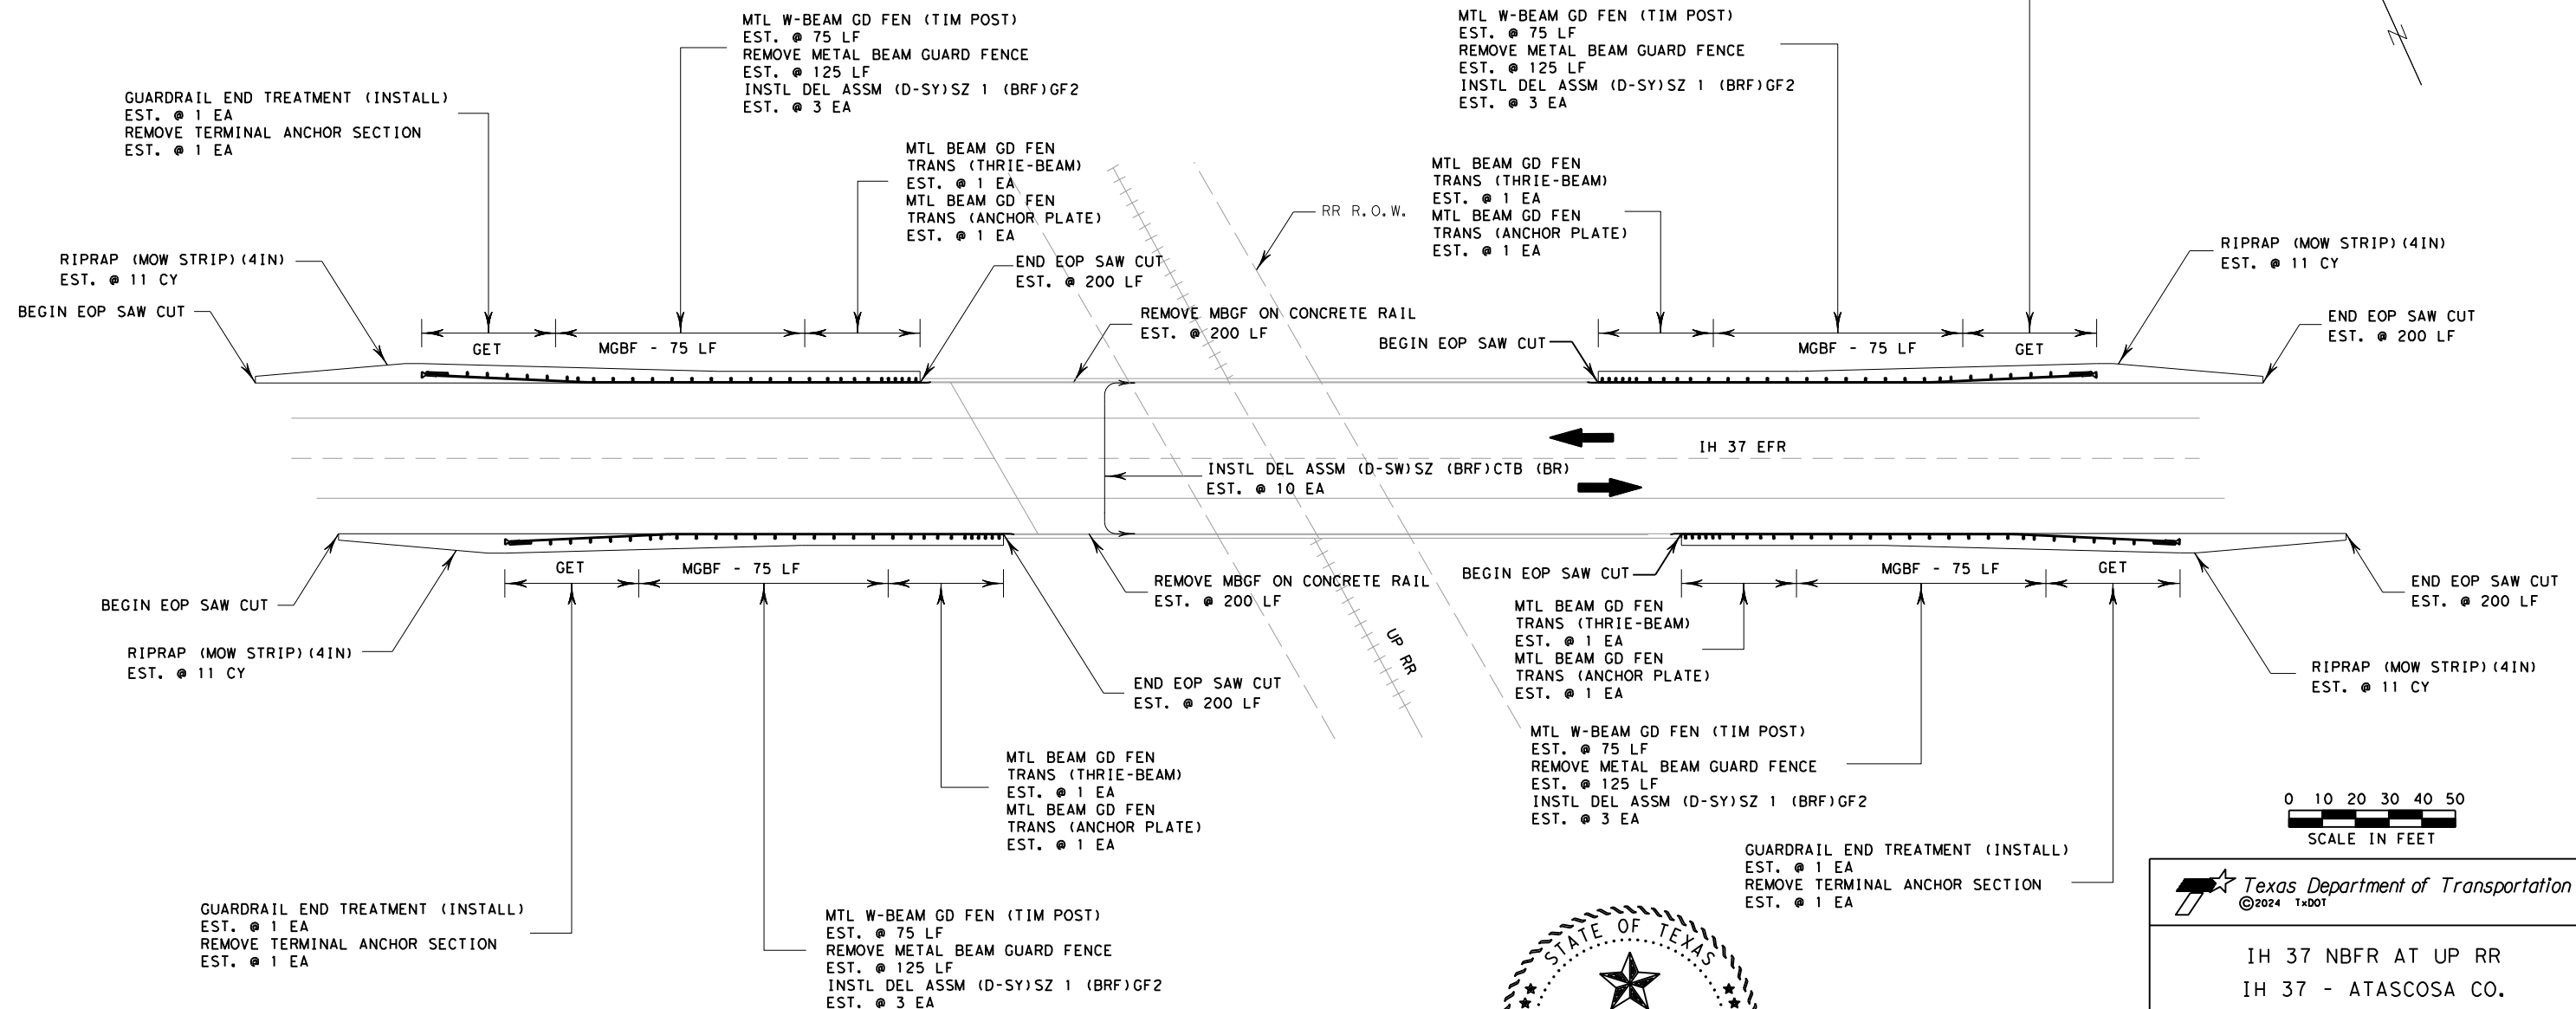 MTL W-BEAM GD FEN (TIM POST)
EST. @ 75 LF
REMOVE METAL BEAM GUARD FENCE
EST. @ 125 LF
INSTL DEL ASSM (D-SY)SZ 1 (BRF)GF2
EST. @ 3 EA
MTL W-BEAM GD FEN (TIM POST)
EST. @ 75 LF
REMOVE METAL BEAM GUARD FENCE
EST. @ 125 LF
INSTL DEL ASSM (D-SY)SZ 1 (BRF)GF2
EST. @ 3 EA
GUARDRAIL END TREATMENT (INSTALL)
EST. @ 1 EA
REMOVE TERMINAL ANCHOR SECTION
EST. @ 1 EA
MTL BEAM GD FEN
TRANS (THRIE-BEAM)
EST. @ 1 EA
MTL BEAM GD FEN
TRANS (ANCHOR PLATE)
EST. @ 1 EA
RR R.O.W.
MTL BEAM GD FEN
TRANS (THRIE-BEAM)
EST. @ 1 EA
MTL BEAM GD FEN
TRANS (ANCHOR PLATE)
EST. @ 1 EA
RIPRAP (MOW STRIP)(4IN)
EST. @ 11 CY
BEGIN EOP SAW CUT
END EOP SAW CUT
EST. @ 200 LF
REMOVE MBGF ON CONCRETE RAIL
EST. @ 200 LF
BEGIN EOP SAW CUT
RIPRAP (MOW STRIP)(4IN)
EST. @ 11 CY
END EOP SAW CUT
EST. @ 200 LF
GET
MGBF - 75 LF
MGBF - 75 LF
GET
IH 37 EFR
INSTL DEL ASSM (D-SW)SZ (BRF)CTB (BR)
EST. @ 10 EA
GET
MGBF - 75 LF
MGBF - 75 LF
GET
BEGIN EOP SAW CUT
REMOVE MBGF ON CONCRETE RAIL
EST. @ 200 LF
BEGIN EOP SAW CUT
END EOP SAW CUT
EST. @ 200 LF
RIPRAP (MOW STRIP)(4IN)
EST. @ 11 CY
UP RR
MTL BEAM GD FEN
TRANS (THRIE-BEAM)
EST. @ 1 EA
MTL BEAM GD FEN
TRANS (ANCHOR PLATE)
EST. @ 1 EA
RIPRAP (MOW STRIP)(4IN)
EST. @ 11 CY
END EOP SAW CUT
EST. @ 200 LF
MTL BEAM GD FEN
TRANS (THRIE-BEAM)
EST. @ 1 EA
MTL BEAM GD FEN
TRANS (ANCHOR PLATE)
EST. @ 1 EA
MTL W-BEAM GD FEN (TIM POST)
EST. @ 75 LF
REMOVE METAL BEAM GUARD FENCE
EST. @ 125 LF
INSTL DEL ASSM (D-SY)SZ 1 (BRF)GF2
EST. @ 3 EA
0 10 20 30 40 50
SCALE IN FEET
GUARDRAIL END TREATMENT (INSTALL)
EST. @ 1 EA
REMOVE TERMINAL ANCHOR SECTION
EST. @ 1 EA
GUARDRAIL END TREATMENT (INSTALL)
EST. @ 1 EA
REMOVE TERMINAL ANCHOR SECTION
EST. @ 1 EA
MTL W-BEAM GD FEN (TIM POST)
EST. @ 75 LF
REMOVE METAL BEAM GUARD FENCE
EST. @ 125 LF
INSTL DEL ASSM (D-SY)SZ 1 (BRF)GF2
EST. @ 3 EA
STATE OF TEXAS
Texas Department of Transportation
©2024 TxDOT
IH 37 NBFR AT UP RR
IH 37 - ATASCOSA CO.